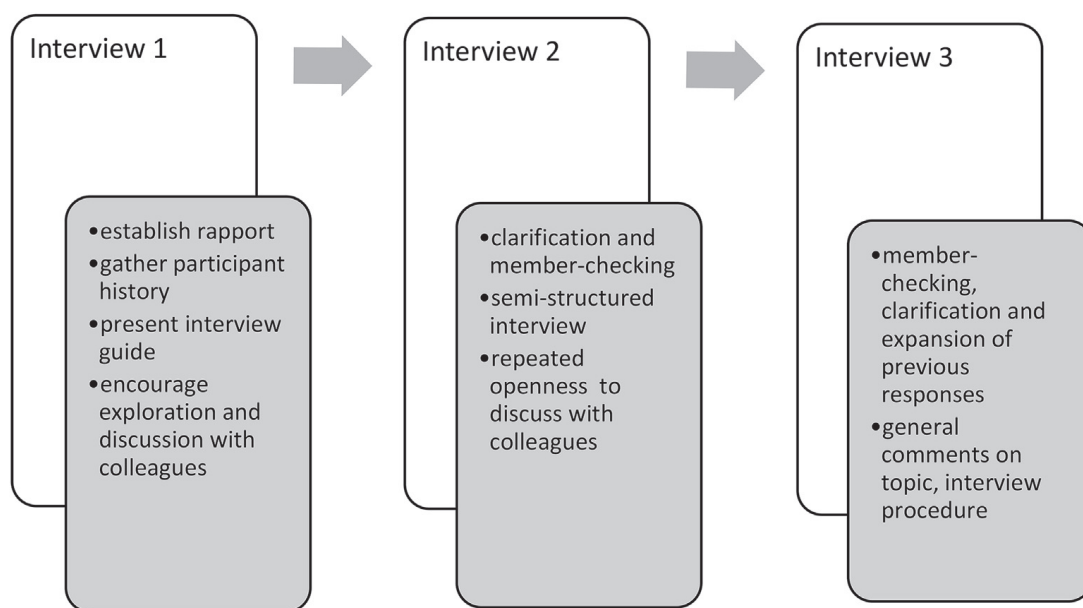 Interview 1
•establish rapport
•gather participant
history
•present interview
guide
•encourage
exploration and
discussion with
colleagues
Interview 2
•clarification and
member-checking
•semi-structured
interview
•repeated
openness to
discuss with
colleagues
Interview 3
•member-
checking,
clarification and
expansion of
previous
responses
•general
comments on
topic, interview
procedure